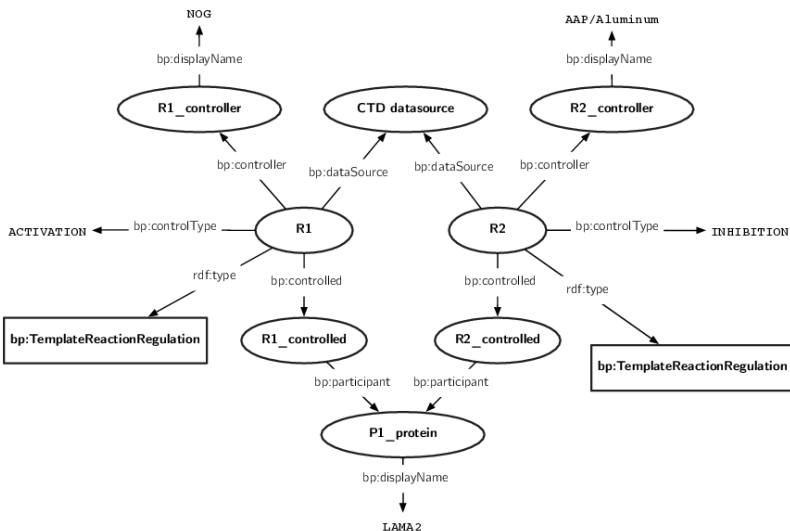 NOG
AAP/Aluminum
bp:displayName
bp:displayName
R1_controller
CTD datasource
R2_controller
bp:controller
bp:dataSource
bp:dataSource
bp:controller
ACTIVATION
bp:controlType
R1
R2
bp:controlType
INHIBITION
rdf:type
bp:controlled
bp:controlled
rdf:type
bp:TemplateReactionRegulation
R1_controlled
R2_controlled
bp:TemplateReactionRegulation
bp:participant
bp:participant
P1_protein
bp:displayName
LAMA2